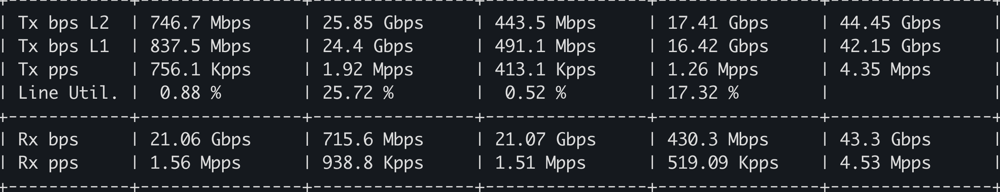 +------------+----------------+----------------+----------------+----------------+----------------+
| Tx bps L2 | 746.7 Mbps | 25.85 Gbps | 443.5 Mbps | 17.41 Gbps | 44.45 Gbps |
| Tx bps L1 | 837.5 Mbps | 24.4 Gbps | 491.1 Mbps | 16.42 Gbps | 42.15 Gbps |
| Tx pps | 756.1 Kpps | 1.92 Mpps | 413.1 Kpps | 1.26 Mpps | 4.35 Mpps |
| Line Util. | 0.88 % | 25.72 % | 0.52 % | 17.32 % | |
+------------+----------------+----------------+----------------+----------------+----------------+
| Rx bps | 21.06 Gbps | 715.6 Mbps | 21.07 Gbps | 430.3 Mbps | 43.3 Gbps |
| Rx pps | 1.56 Mpps | 938.8 Kpps | 1.51 Mpps | 519.09 Kpps | 4.53 Mpps |
+------------+----------------+----------------+----------------+----------------+----------------+